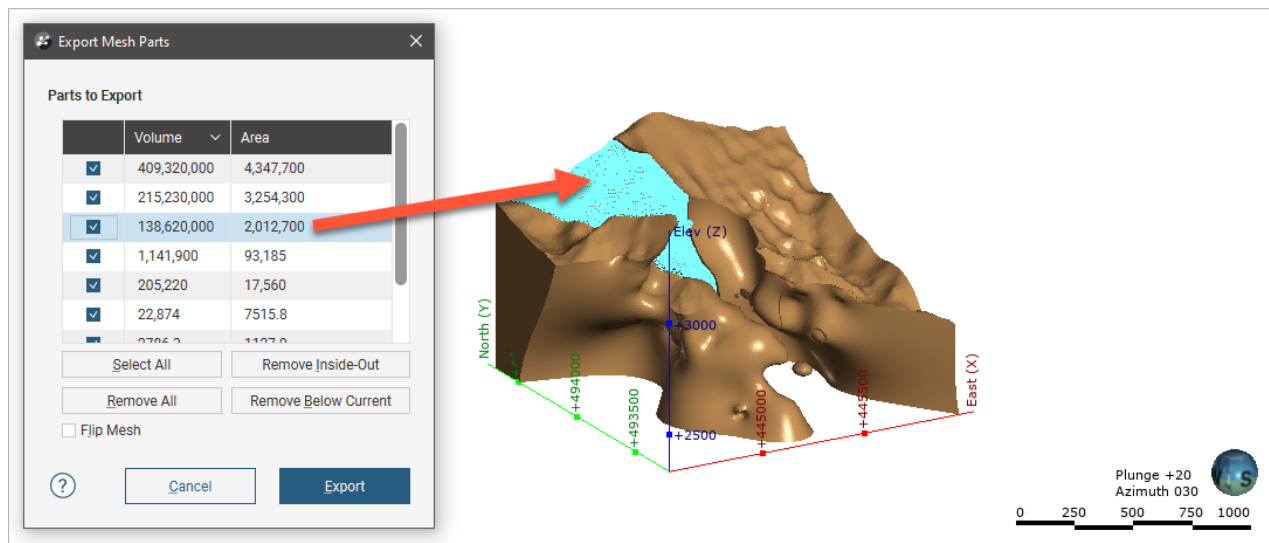 Export Mesh Parts
Parts to Export
Volume Area
409,320,000 4,347,700
215,230,000 3,254,300
138,620,000 2,012,700
1,141,900 93,185
205,220 17,560
22,874 7515.8
Select All Remove Inside-Out
Remove All Remove Below Current
Flip Mesh
? Cancel Export
Elev (Z)
+3000
+2500
North (Y)
+494000
+493500
+445000
+445500
East (X)
Plunge +20
Azimuth 030
S
0 250 500 750 1000